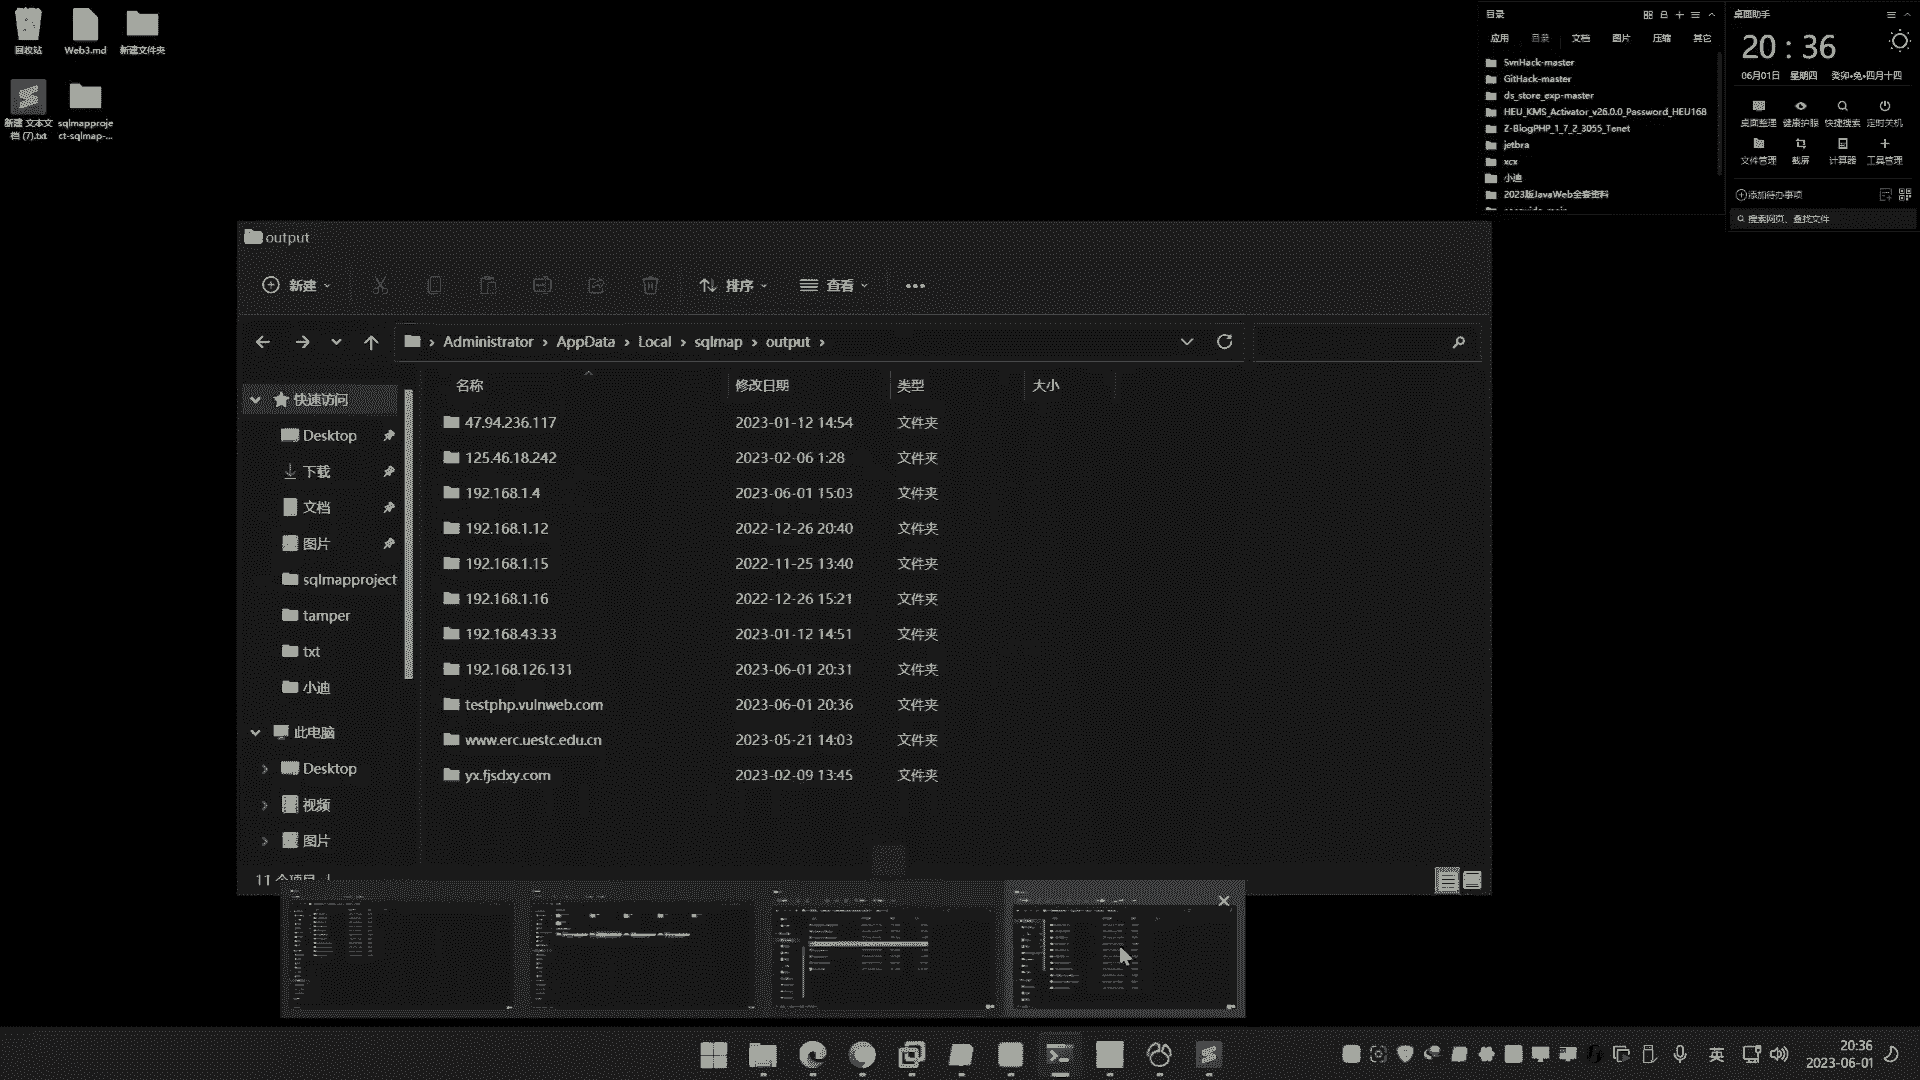 回收站
Web3.md
新建文件夹
新建 文本文
档 (7).txt
sqlmapproje
ct-sqlmap-...
目录
应用
目录
文档
图片
压缩
其它
SvnHack-master
GitHack-master
ds_store_exp-master
HEU_KMS_Activator_v26.0.0_Password_HEU168
Z-BlogPHP_1_7_2_3055_Tenet
jetbra
xcx
小迪
2023版JavaWeb全套资料
桌面助手
20 : 36
06月01日 星期四 癸卯•兔•四月十四
桌面整理
健康护眼
快捷搜索
定时关机
文件管理
截屏
计算器
工具管理
添加待办事项
搜索网页、查找文件
output
新建
排序
查看
Administrator › AppData › Local › sqlmap › output ›
名称
修改日期
类型
大小
47.94.236.117 2023-01-12 14:54 文件夹
125.46.18.242 2023-02-06 1:28 文件夹
192.168.1.4 2023-06-01 15:03 文件夹
192.168.1.12 2022-12-26 20:40 文件夹
192.168.1.15 2022-11-25 13:40 文件夹
192.168.1.16 2022-12-26 15:21 文件夹
192.168.43.33 2023-01-12 14:51 文件夹
192.168.126.131 2023-06-01 20:31 文件夹
testphp.vulnweb.com 2023-06-01 20:36 文件夹
www.erc.uestc.edu.cn 2023-05-21 14:03 文件夹
yx.fjsdxy.com 2023-02-09 13:45 文件夹
快速访问
Desktop
下载
文档
图片
sqlmapproject
tamper
txt
小迪
此电脑
Desktop
视频
图片
11 个项目
英
20:36
2023-06-01